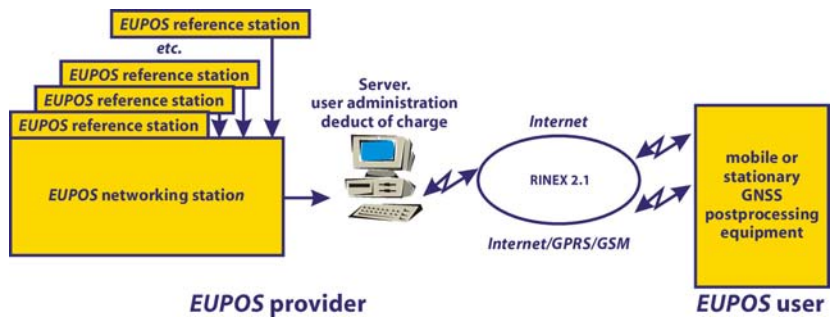 EUPOS reference station
etc.
EUPOS reference station
EUPOS reference station
EUPOS reference station
EUPOS networking station
Server.
user administration
deduct of charge
Internet
RINEX 2.1
Internet/GPRS/GSM
mobile or
stationary
GNSS
postprocessing
equipment
EUPOS provider
EUPOS user